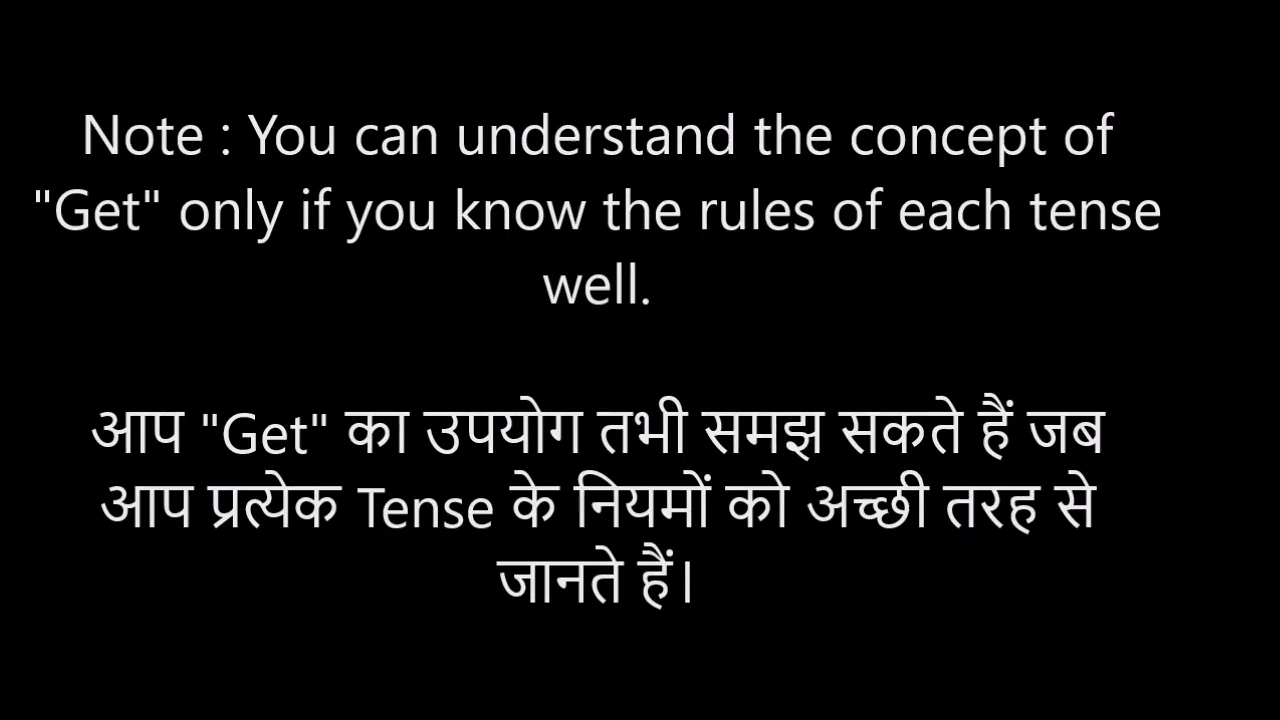 Note : You can understand the concept of
"Get" only if you know the rules of each tense
well.
आप "Get" का उपयोग तभी समझ सकते हैं जब
आप प्रत्येक Tense के नियमों को अच्छी तरह से
जानते हैं।